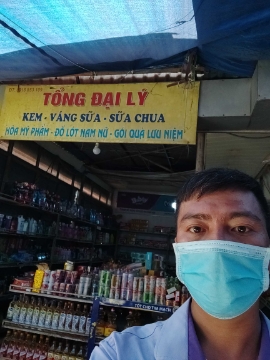 TỔNG ĐẠI LÝ
KEM - VÁNG SỮA - SỮA CHUA
HÓA MỸ PHẨM - ĐỒ LÓT NAM NỮ - GÓI QUÀ LƯU NIỆM